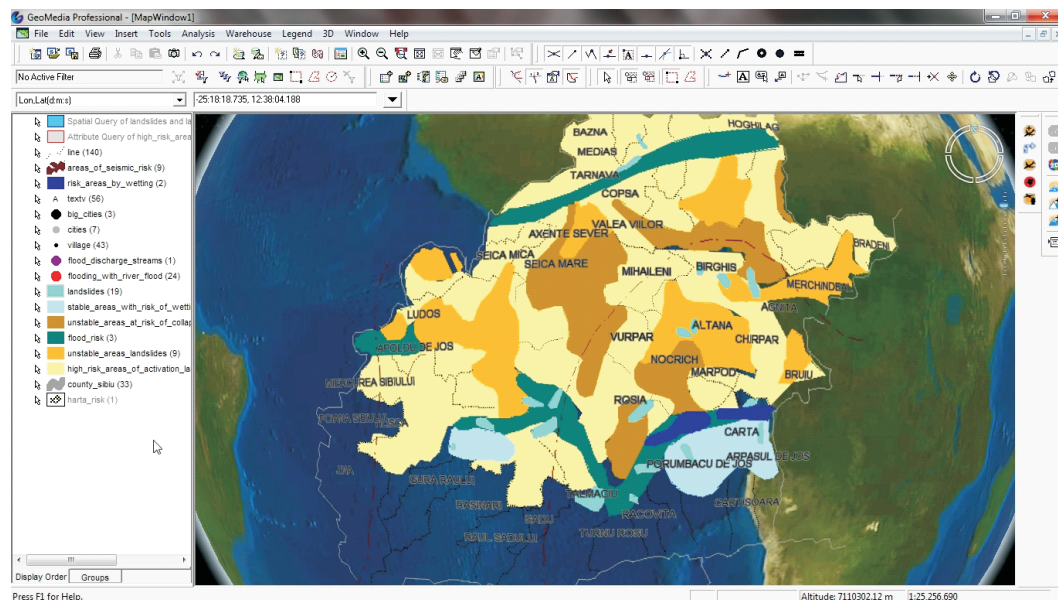 GeoMedia Professional - [MapWindow1]
File Edit View Insert Tools Analysis Warehouse Legend 3D Window Help
No Active Filter
Lon,Lat(d:m:s) -25:18:18.735, 12:38:04.188
Spatial Query of landslides and la
Attribute Query of high_risk_area
line (140)
areas_of_seismic_risk (9)
risk_areas_by_wetting (2)
A textv (56)
big_cities (3)
cities (7)
village (43)
flood_discharge_streams (1)
flooding_with_river_flood (24)
landslides (19)
stable_areas_with_risk_of_wetti
unstable_areas_at_risk_of_collap
flood_risk (3)
unstable_areas_landslides (9)
high_risk_areas_of_activation_la
county_sibiu (33)
harta_risk (1)
Display Order Groups
HOGHILAG
BAZNA
MEDIAS
TARNAVA
COPSA
VALEA VIILOR
AXENTE SEVER
BRADENI
SEICA MICA
SEICA MARE
MIHAILENI
BIRGHIS
MERCHINDEAL
AGNITA
LUDOS
ALTANA
VURPAR
CHIRPAR
APOLDU DE JOS
NOCRICH
MARPOD
BRUIU
MIERCUREA SIBIULUI
ROSIA
CARTA
ARPASUL DE JOS
PORUMBACU DE JOS
GURA RAULUI
TALMACIU
CARTISOARA
RASINARI
RACOVITA
SADU
TURNU ROSU
RAUL SADULUI
Press F1 for Help. Altitude: 7110302.12 m 1:25.256.690